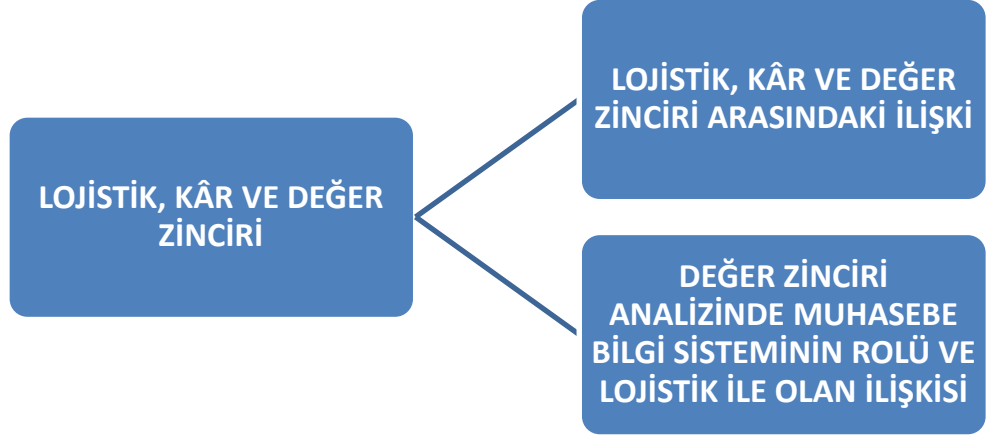 LOJİSTİK, KÂR VE DEĞER
ZİNCİRİ
LOJİSTİK, KÂR VE DEĞER
ZİNCİRİ ARASINDAKİ İLİŞKİ
DEĞER ZİNCİRİ
ANALİZİNDE MUHASEBE
BİLGİ SİSTEMİNİN ROLÜ VE
LOJİSTİK İLE OLAN İLİŞKİSİ